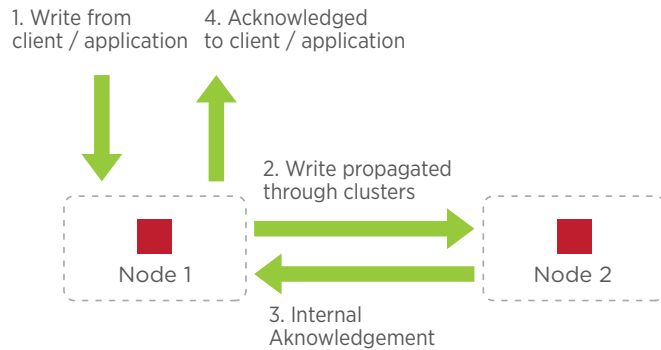 1. Write from
client / application
4. Acknowledged
to client / application
2. Write propagated
through clusters
Node 1
Node 2
3. Internal
Aknowledgement